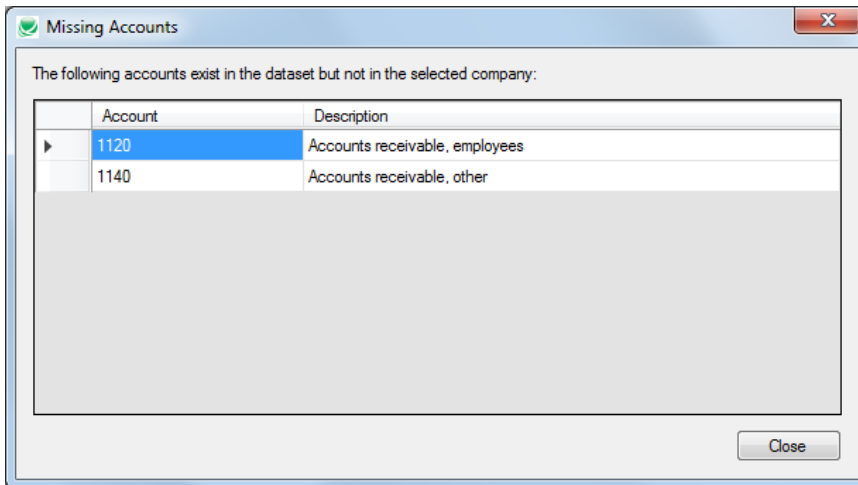 Missing Accounts
The following accounts exist in the dataset but not in the selected company:
Account Description
1120 Accounts receivable, employees
1140 Accounts receivable, other
Close